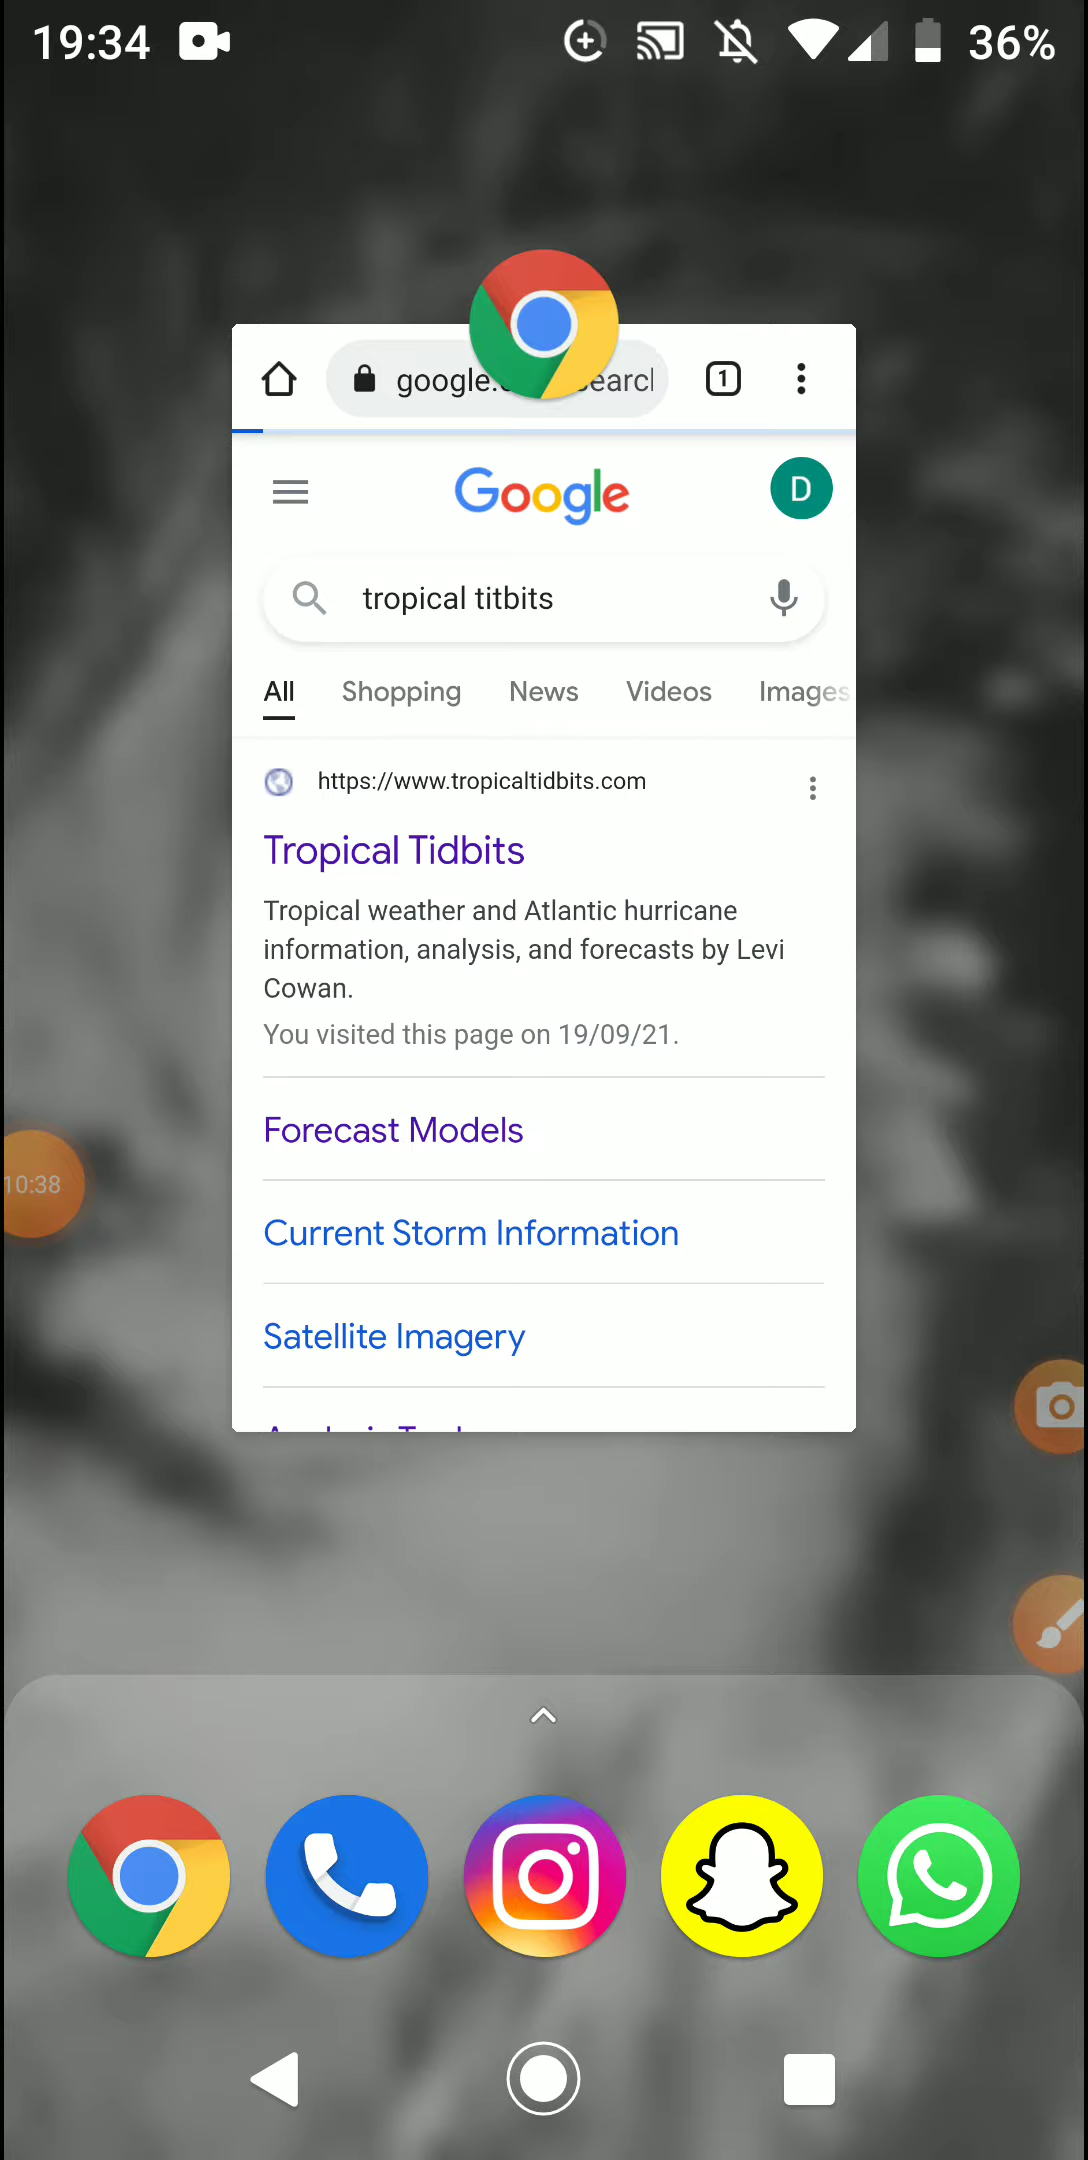 19:34
36%
google.
1
Google
D
tropical titbits
All Shopping News Videos Images
https://www.tropicaltidbits.com
Tropical Tidbits
Tropical weather and Atlantic hurricane
information, analysis, and forecasts by Levi
Cowan.
You visited this page on 19/09/21.
Forecast Models
10:38
Current Storm Information
Satellite Imagery